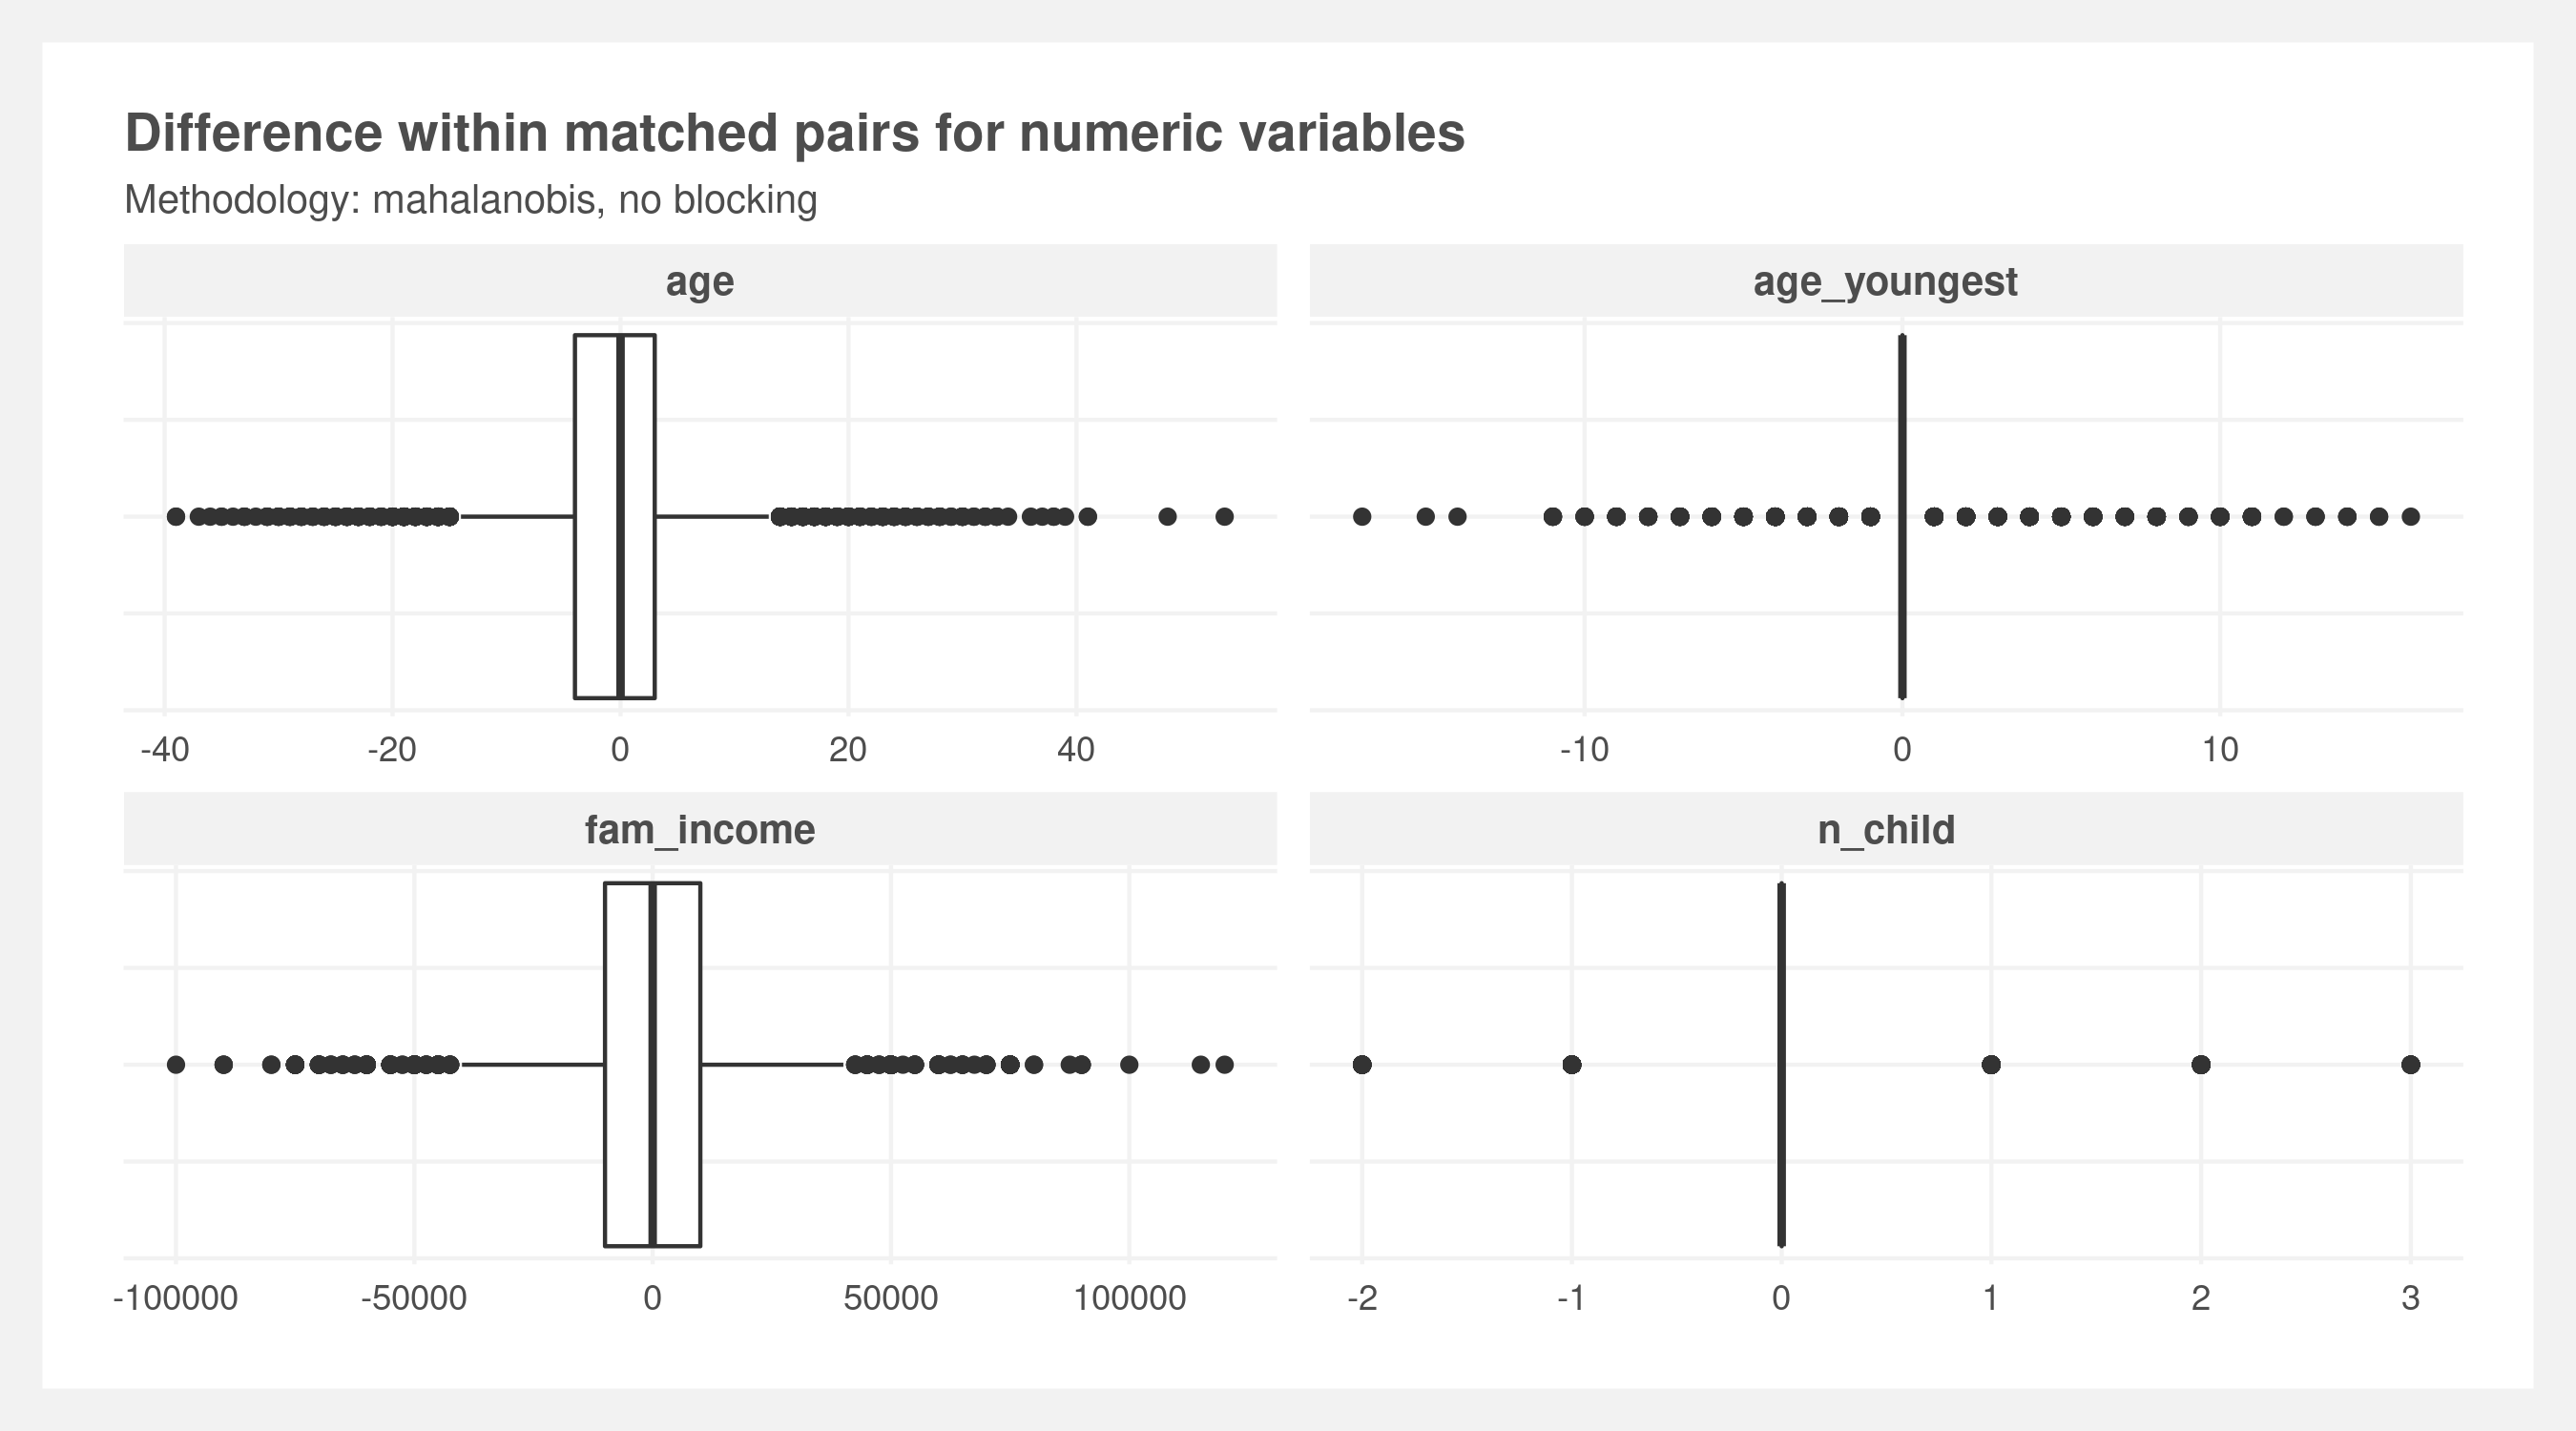 Difference within matched pairs for numeric variables
Methodology: mahalanobis, no blocking
age
age_youngest
-40 -20 0 20 40
-10 0 10
fam_income
n_child
-100000 -50000 0 50000 100000
-2 -1 0 1 2 3